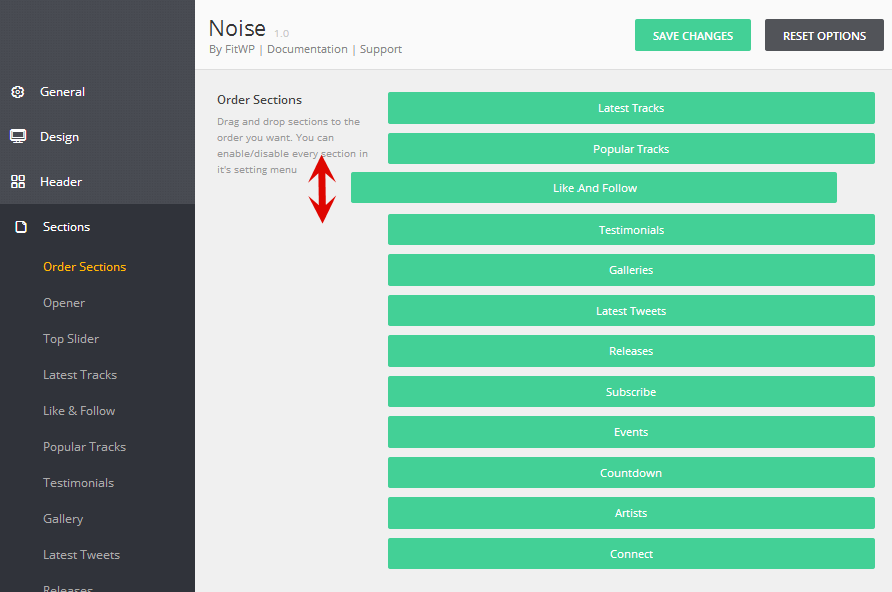 Noise 1.0
By FitWP | Documentation | Support
SAVE CHANGES
RESET OPTIONS
General
Design
Header
Sections
Order Sections
Opener
Top Slider
Latest Tracks
Like & Follow
Popular Tracks
Testimonials
Gallery
Latest Tweets
Releases
Order Sections
Drag and drop sections to the
order you want. You can
enable/disable every section in
it's setting menu
Latest Tracks
Popular Tracks
Like And Follow
Testimonials
Galleries
Latest Tweets
Releases
Subscribe
Events
Countdown
Artists
Connect